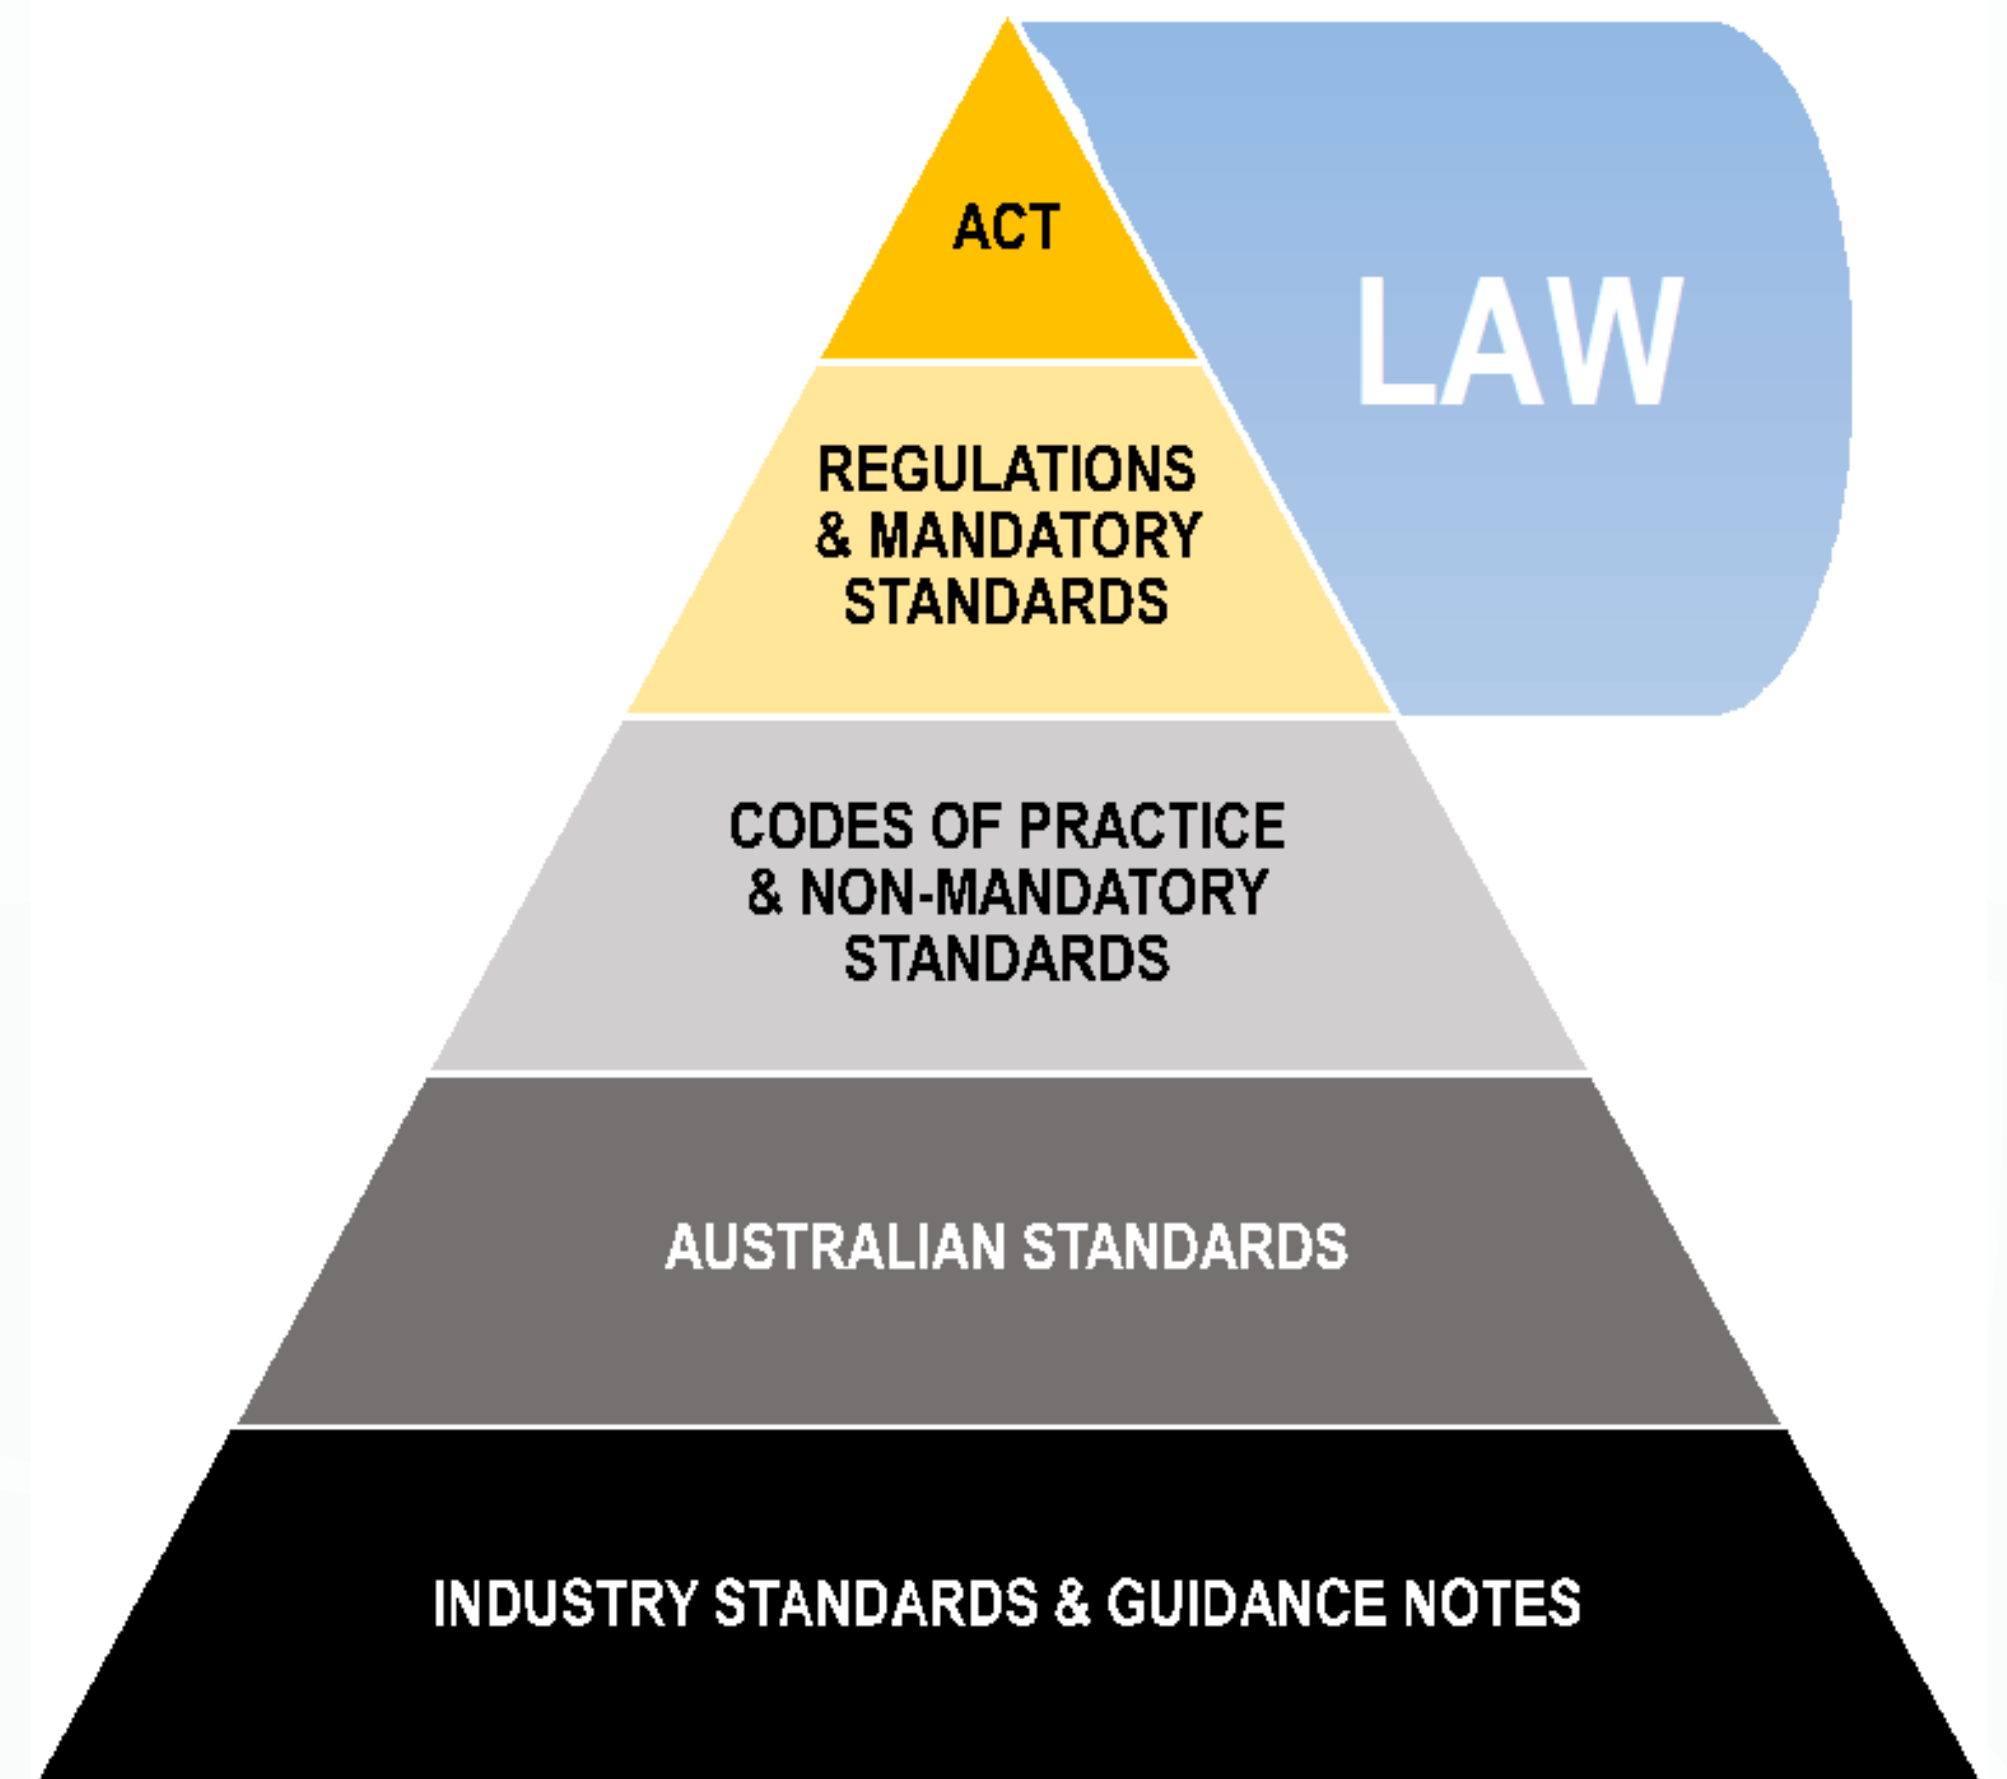 ACT
LAW
REGULATIONS
& MANDATORY
STANDARDS
CODES OF PRACTICE
& NON-MANDATORY
STANDARDS
AUSTRALIAN STANDARDS
INDUSTRY STANDARDS & GUIDANCE NOTES